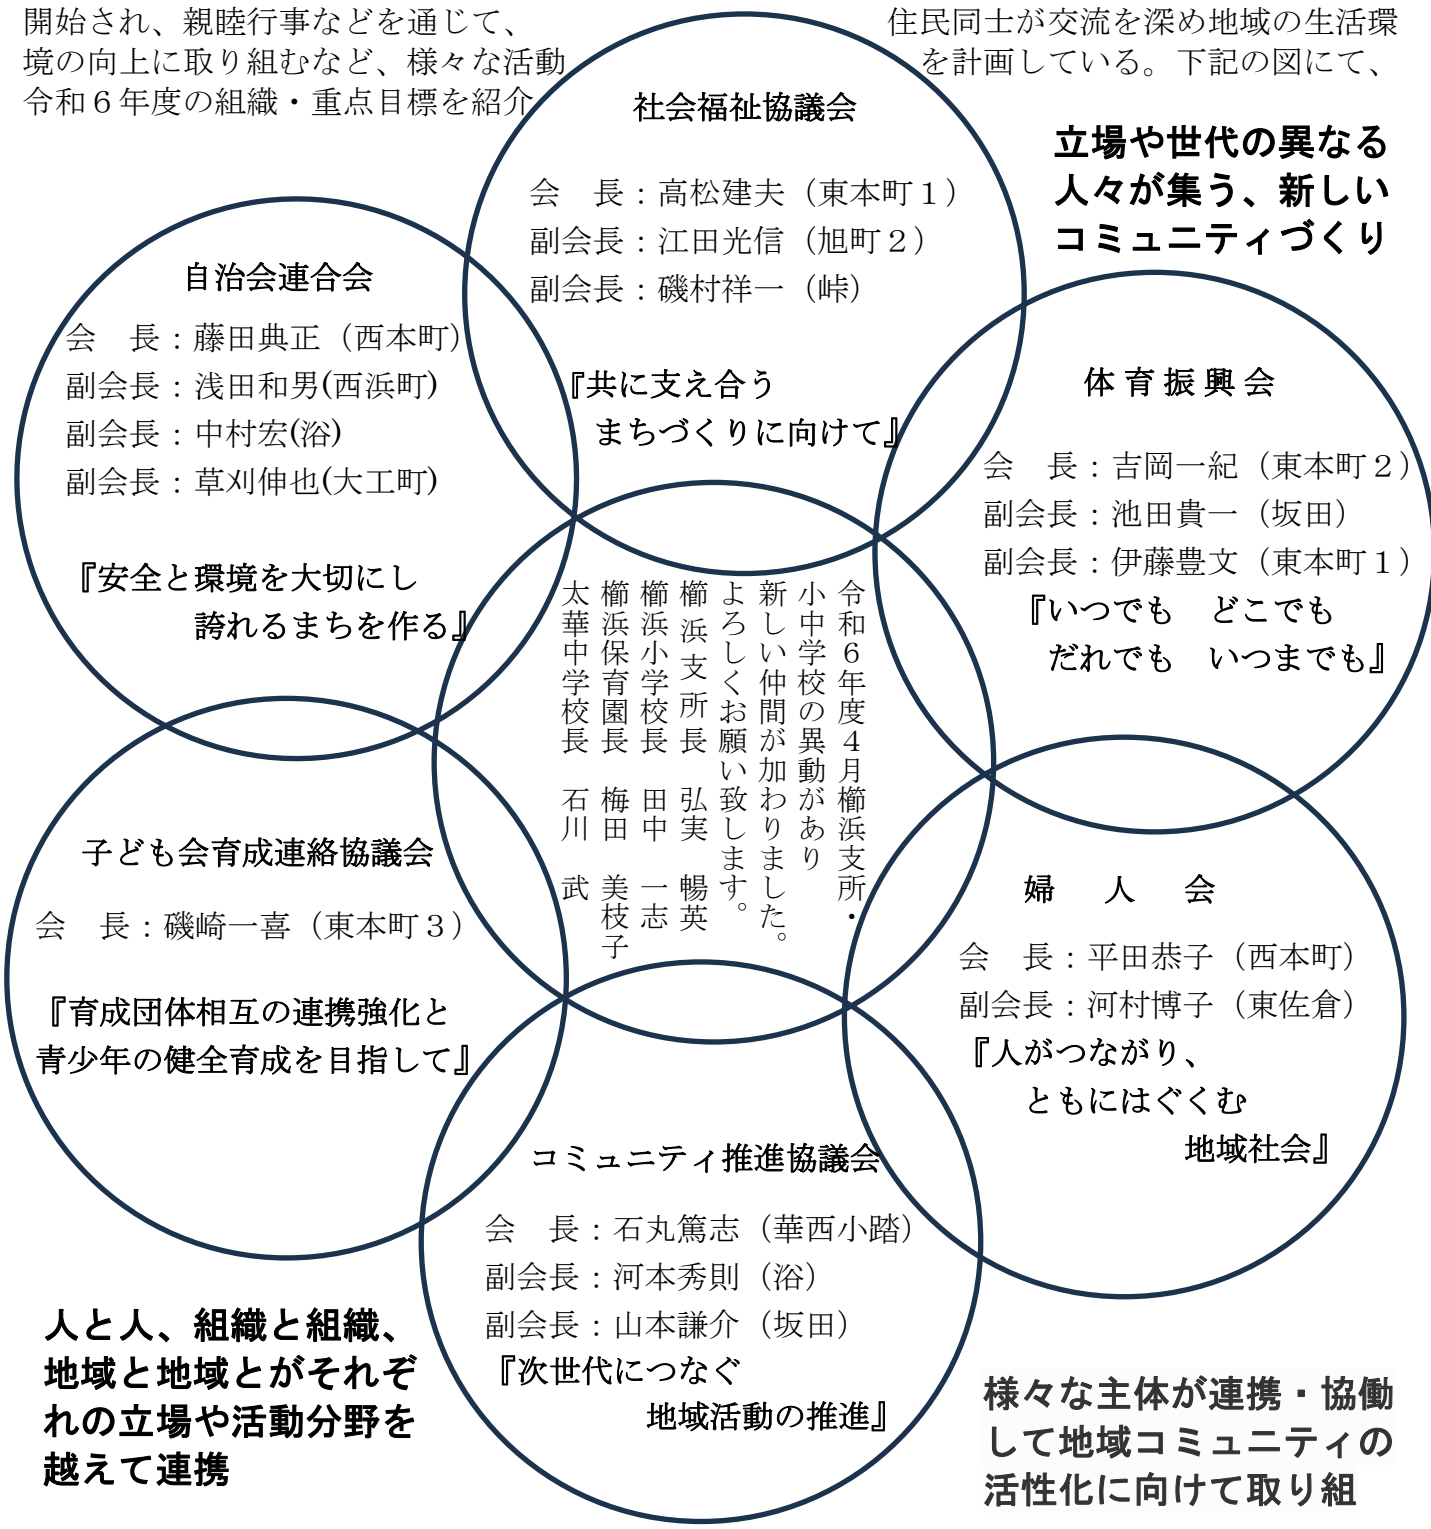 開始され、親睦行事などを通じて、住民同士が交流を深め地域の生活環
境の向上に取り組むなど、様々な活動を計画している。下記の図にて、
令和６年度の組織・重点目標を紹介
立場や世代の異なる
人々が集う、新しい
コミュニティづくり
社会福祉協議会
会　長：高松建夫（東本町１）
副会長：江田光信（旭町２）
副会長：磯村祥一（峠）
『共に支え合う
まちづくりに向けて』
自治会連合会
会　長：藤田典正（西本町）
副会長：浅田和男(西浜町)
副会長：中村宏(浴)
副会長：草刈伸也(大工町)
『安全と環境を大切にし
誇れるまちを作る』
体育振興会
会　長：吉岡一紀（東本町２）
副会長：池田貴一（坂田）
副会長：伊藤豊文（東本町１）
『いつでも　どこでも
だれでも　いつまでも』
令和６年度４月櫛浜支所・
小中学校の異動があり
新しい仲間が加わりました。
よろしくお願い致します。
櫛浜支所長　弘実　暢英
櫛浜小学校長　田中　一志
櫛浜保育園長　梅田　美枝子
太華中学校長　石川　武
子ども会育成連絡協議会
会　長：磯崎一喜（東本町３）
『育成団体相互の連携強化と
青少年の健全育成を目指して』
婦　人　会
会　長：平田恭子（西本町）
副会長：河村博子（東佐倉）
『人がつながり、
ともにはぐくむ
地域社会』
コミュニティ推進協議会
会　長：石丸篤志（華西小踏）
副会長：河本秀則（浴）
副会長：山本謙介（坂田）
『次世代につなぐ
地域活動の推進』
人と人、組織と組織、
地域と地域とがそれぞ
れの立場や活動分野を
越えて連携
様々な主体が連携・協働
して地域コミュニティの
活性化に向けて取り組